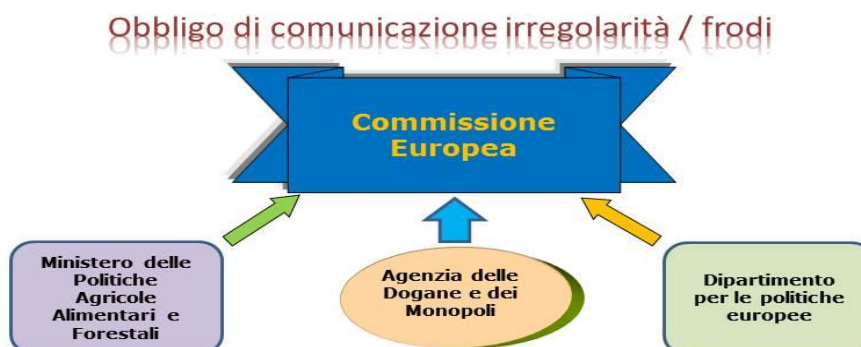 Obbligo di comunicazione irregolarità / frodi
Commissione
Europea
Ministero delle
Politiche
Agricole
Alimentari e
Forestali
Agenzia delle
Dogane e dei
Monopoli
Dipartimento
per le politiche
europee